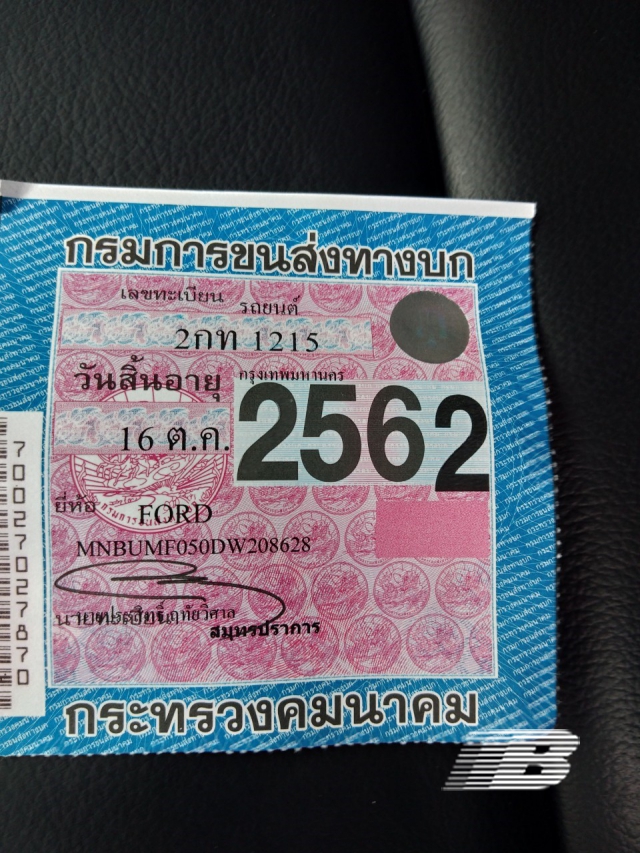 กรมการขนส่งทางบก
เลขทะเบียน รถยนต์
2กท 1215
วันสิ้นอายุ กรุงเทพมหานคร
16 ต.ค. 2562
ยี่ห้อ FORD
MNBUMF050DW208628
สมุทรปราการ
กระทรวงคมนาคม
7002702787​0
B